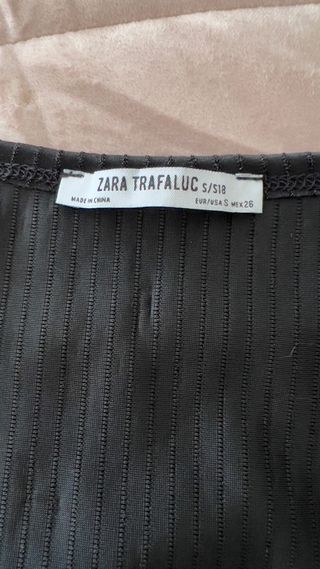 ZARA TRAFALUC S/S18
MADE IN CHINA EUR/USA S MEX 26